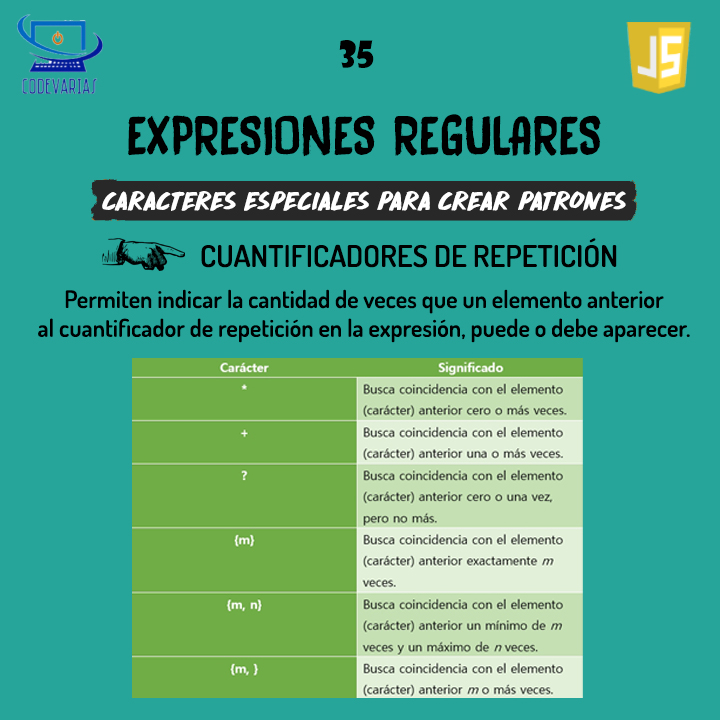 CODEVARIAS
35
JS
EXPRESIONES REGULARES
CARACTERES ESPECIALES PARA CREAR PATRONES
CUANTIFICADORES DE REPETICIÓN
Permiten indicar la cantidad de veces que un elemento anterior
al cuantificador de repetición en la expresión, puede o debe aparecer.
Carácter Significado
* Busca coincidencia con el elemento
(carácter) anterior cero o más veces.
+ Busca coincidencia con el elemento
(carácter) anterior una o más veces.
? Busca coincidencia con el elemento
(carácter) anterior cero o una vez,
pero no más.
{m} Busca coincidencia con el elemento
(carácter) anterior exactamente m
veces.
{m, n} Busca coincidencia con el elemento
(carácter) anterior un mínimo de m
veces y un máximo de n veces.
{m, } Busca coincidencia con el elemento
(carácter) anterior m o más veces.